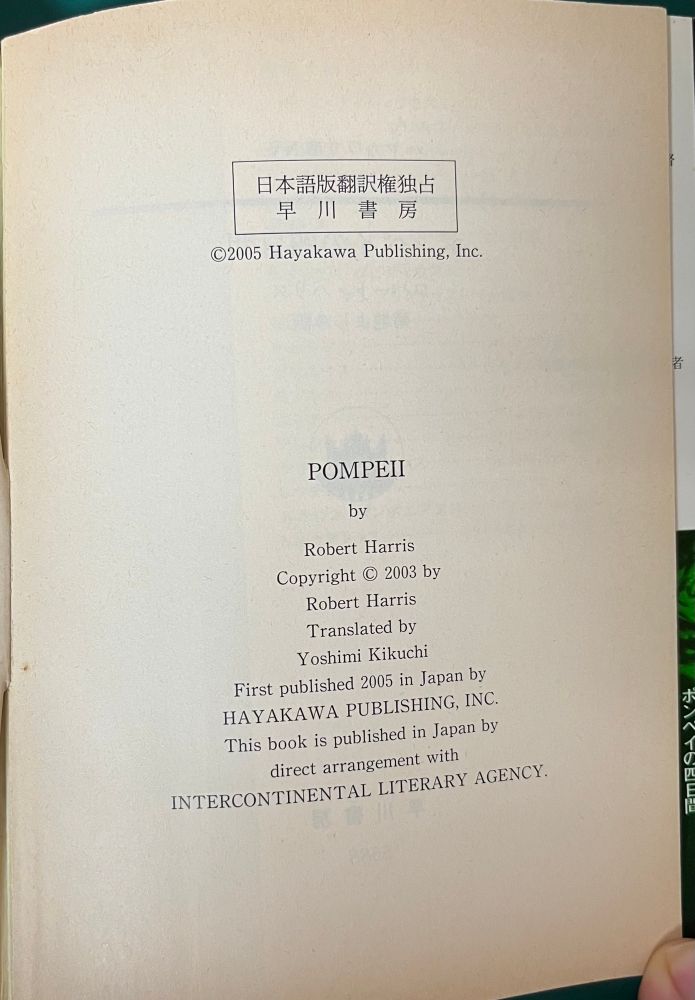 日本語版翻訳権独占
早川書房
©2005 Hayakawa Publishing, Inc.
POMPEII
by
Robert Harris
Copyright © 2003 by
Robert Harris
Translated by
Yoshimi Kikuchi
First published 2005 in Japan by
HAYAKAWA PUBLISHING, INC.
This book is published in Japan by
direct arrangement with
INTERCONTINENTAL LITERARY AGENCY.
者
ポンペイの四日間